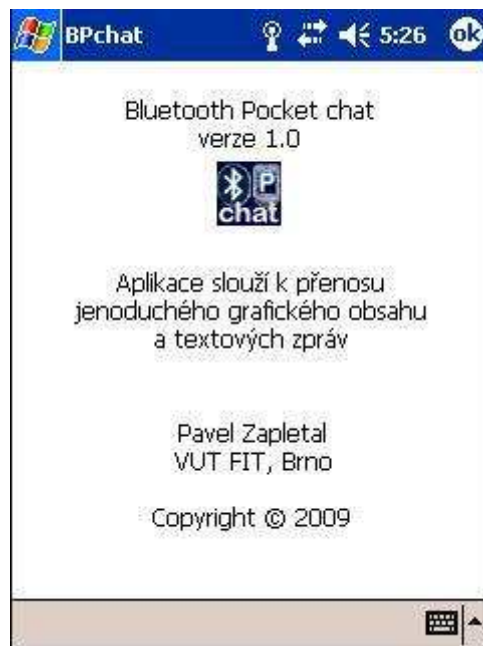 BPchat 5:26 ok
Bluetooth Pocket chat
verze 1.0
P
chat
Aplikace slouží k přenosu
jenoduchého grafického obsahu
a textových zpráv
Pavel Zapletal
VUT FIT, Brno
Copyright © 2009